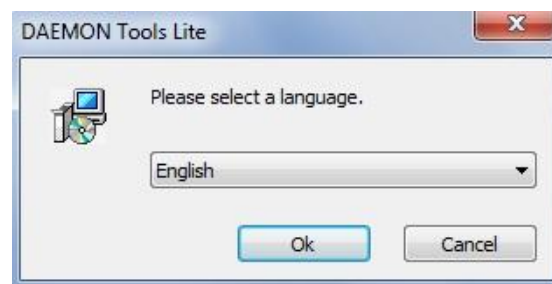 DAEMON Tools Lite
Please select a language.
English
Ok
Cancel